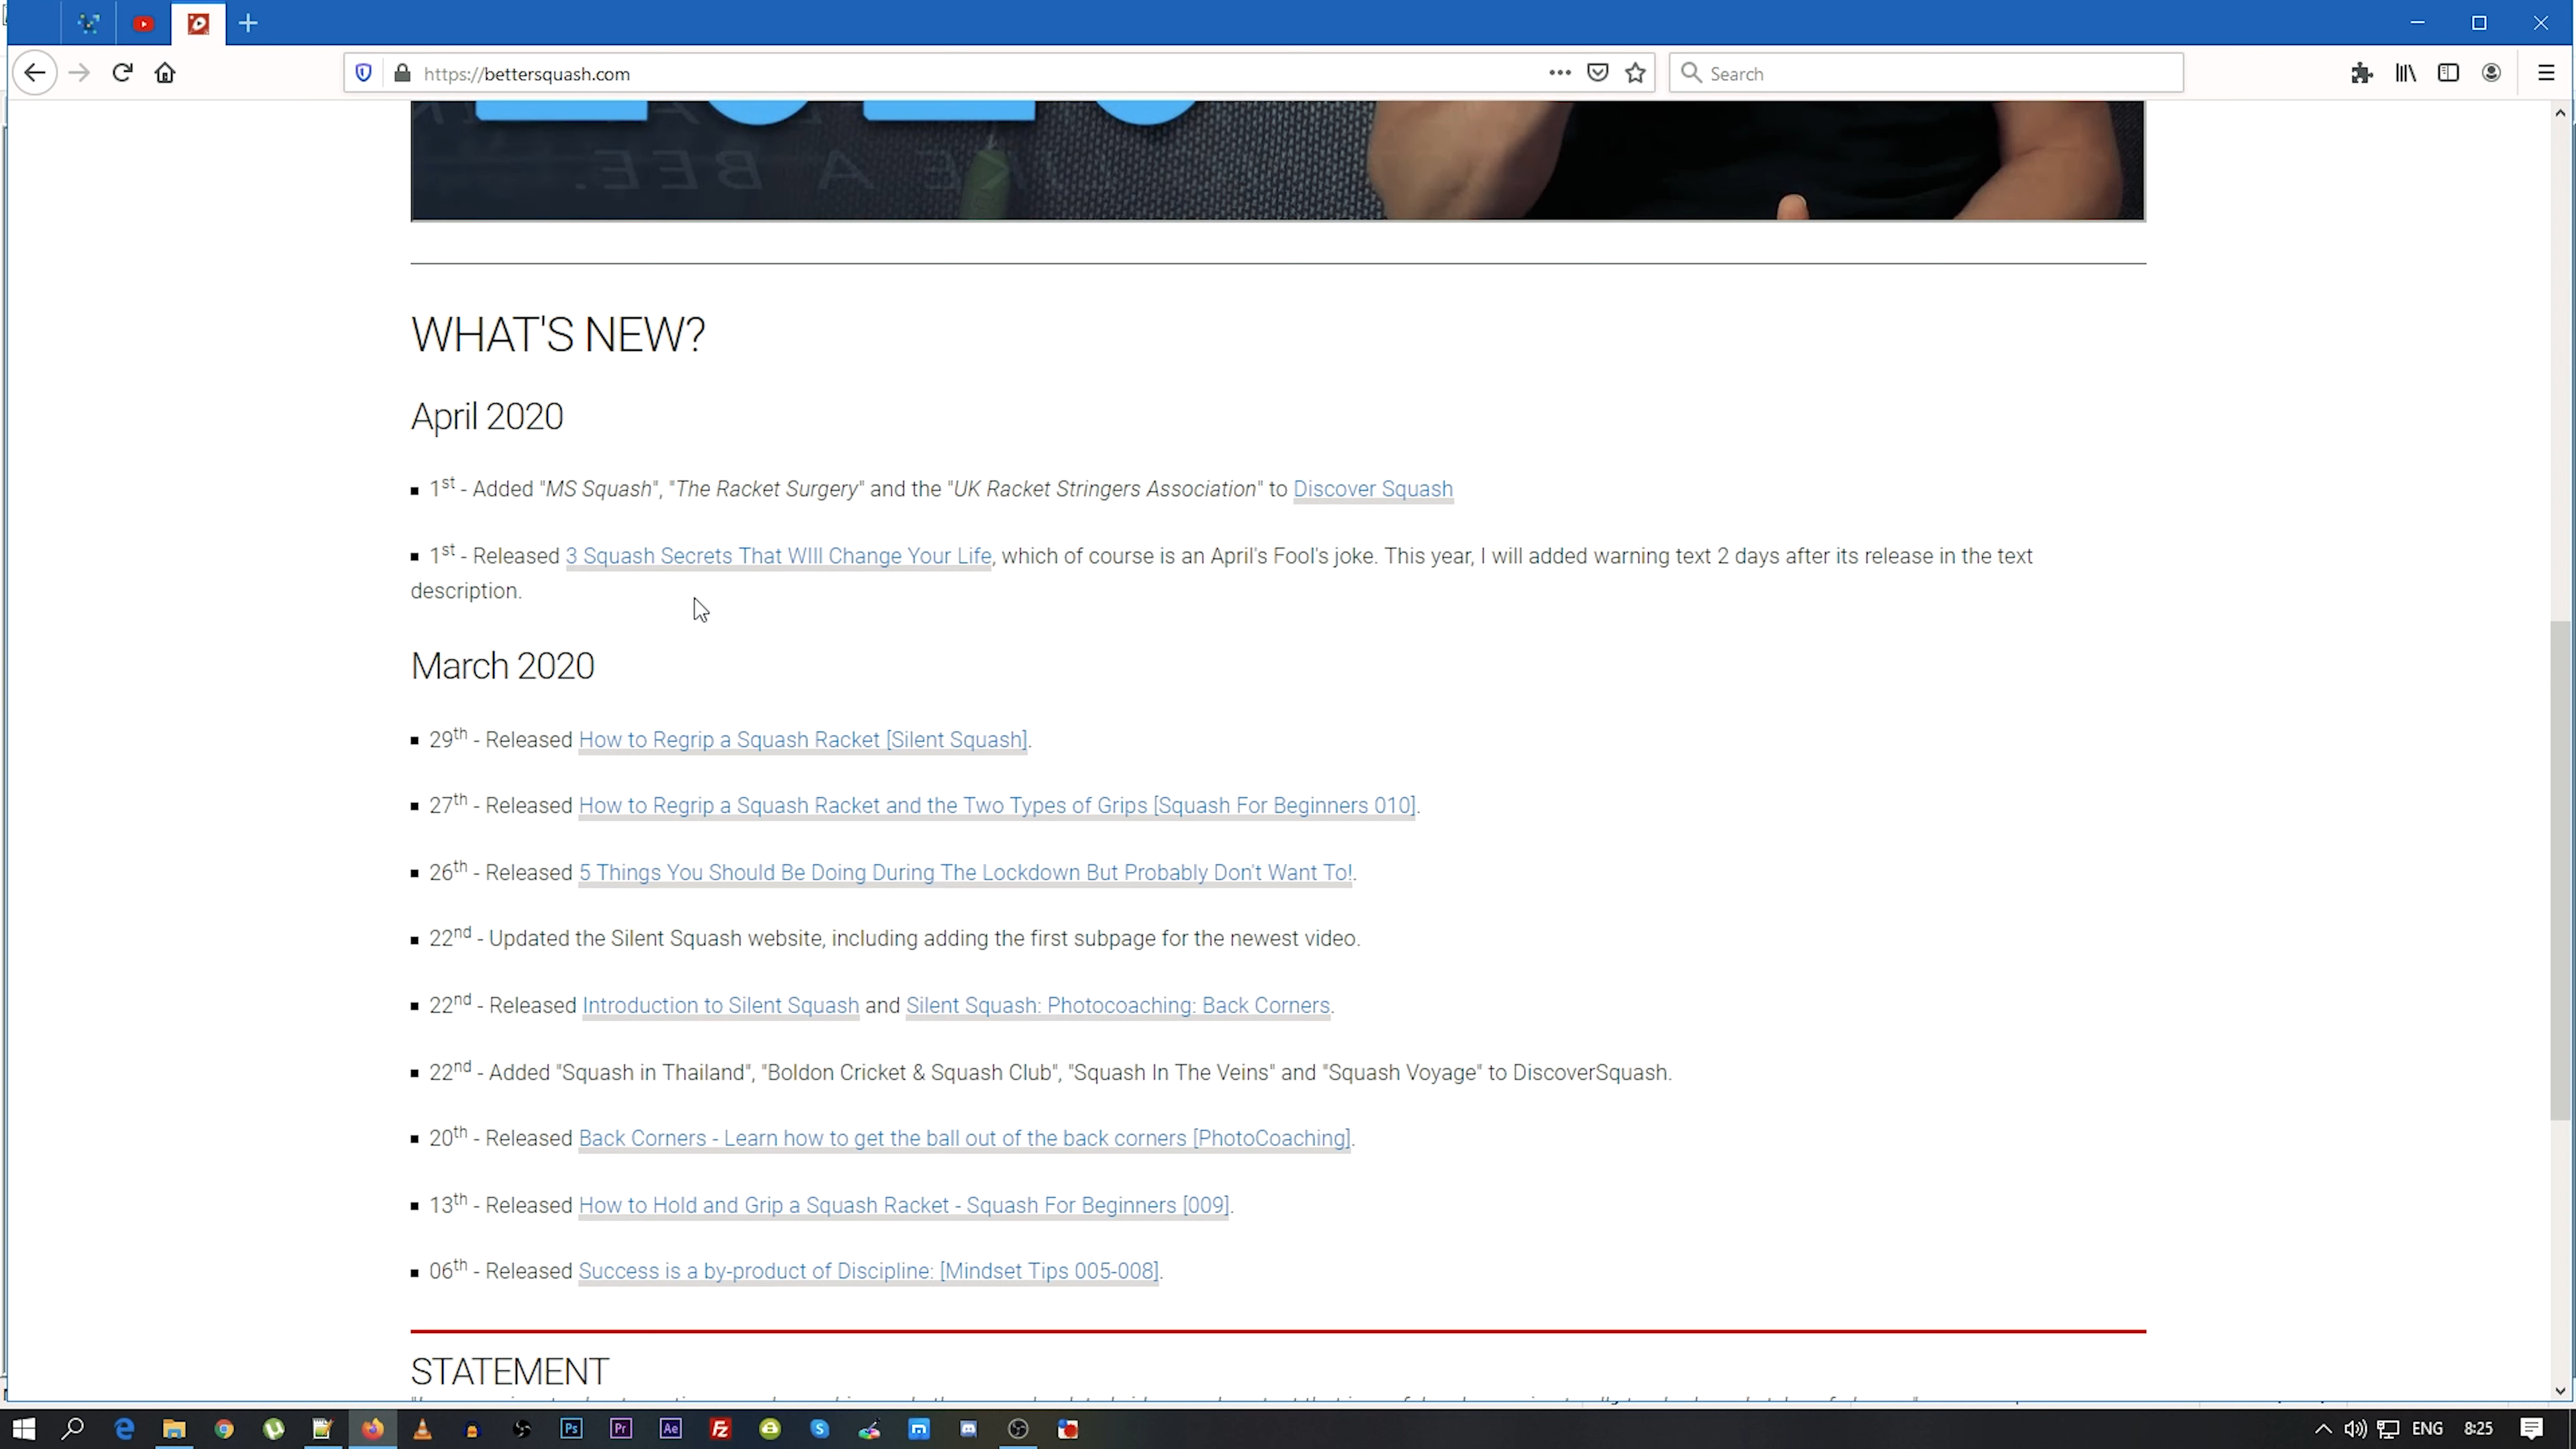 https://bettersquash.com
Search
KE A BEE.
WHAT'S NEW?
April 2020
1st - Added "MS Squash", "The Racket Surgery" and the "UK Racket Stringers Association" to Discover Squash
1st - Released 3 Squash Secrets That WIll Change Your Life, which of course is an April's Fool's joke. This year, I will added warning text 2 days after its release in the text
description.
March 2020
29th - Released How to Regrip a Squash Racket [Silent Squash].
27th - Released How to Regrip a Squash Racket and the Two Types of Grips [Squash For Beginners 010].
26th - Released 5 Things You Should Be Doing During The Lockdown But Probably Don't Want To!.
22nd - Updated the Silent Squash website, including adding the first subpage for the newest video.
22nd - Released Introduction to Silent Squash and Silent Squash: Photocoaching: Back Corners.
22nd - Added "Squash in Thailand", "Boldon Cricket & Squash Club", "Squash In The Veins" and "Squash Voyage" to DiscoverSquash.
20th - Released Back Corners - Learn how to get the ball out of the back corners [PhotoCoaching].
13th - Released How to Hold and Grip a Squash Racket - Squash For Beginners [009].
06th - Released Success is a by-product of Discipline: [Mindset Tips 005-008].
STATEMENT
Ps Pr Ae Fz ENG 8:25